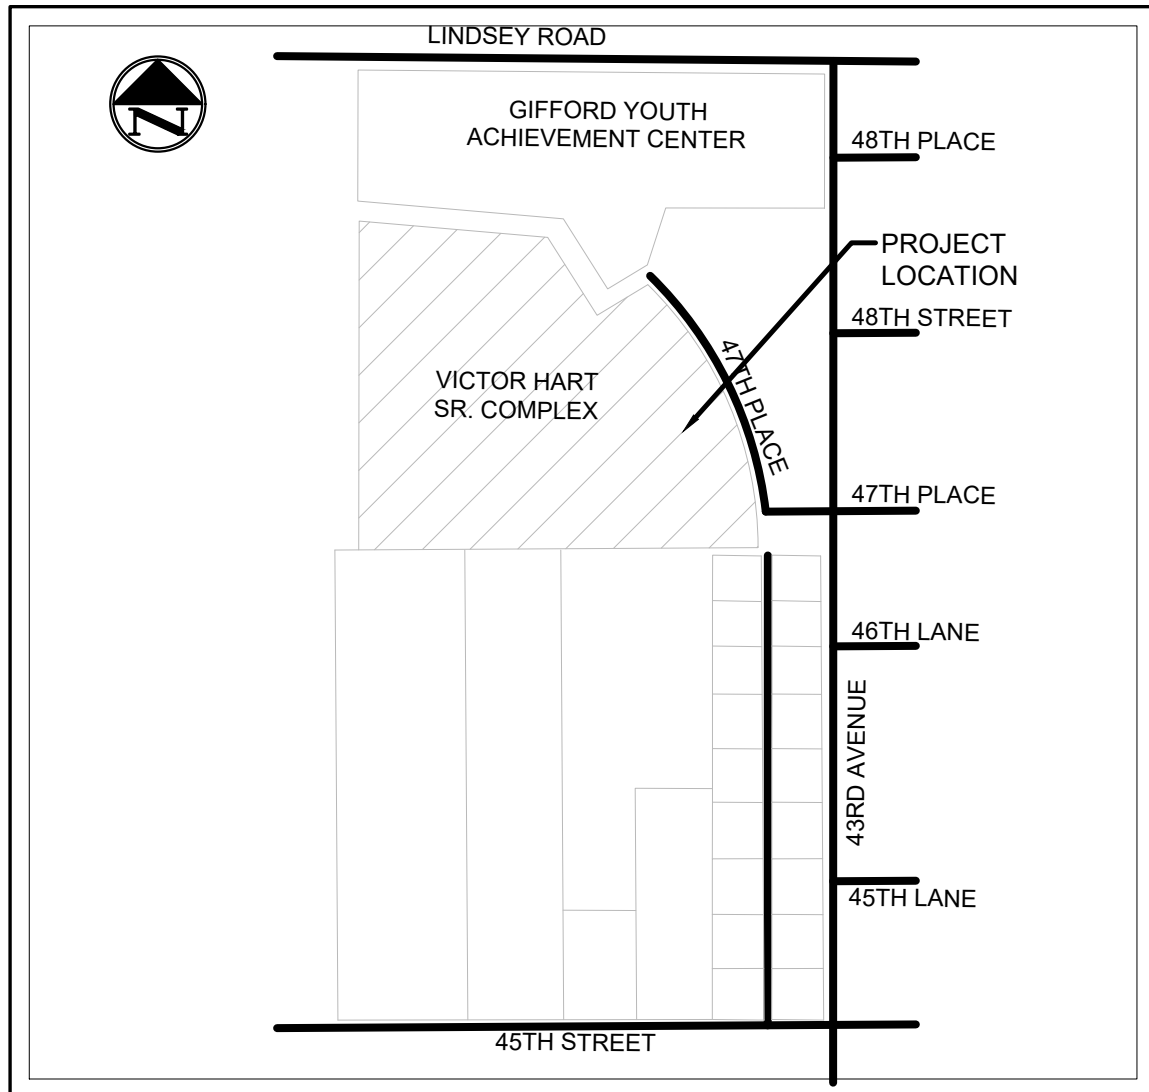 LINDSEY ROAD
GIFFORD YOUTH
ACHIEVEMENT CENTER
48TH PLACE
N
PROJECT
LOCATION
48TH STREET
47TH PLACE
VICTOR HART
SR. COMPLEX
47TH PLACE
46TH LANE
43RD AVENUE
45TH LANE
45TH STREET